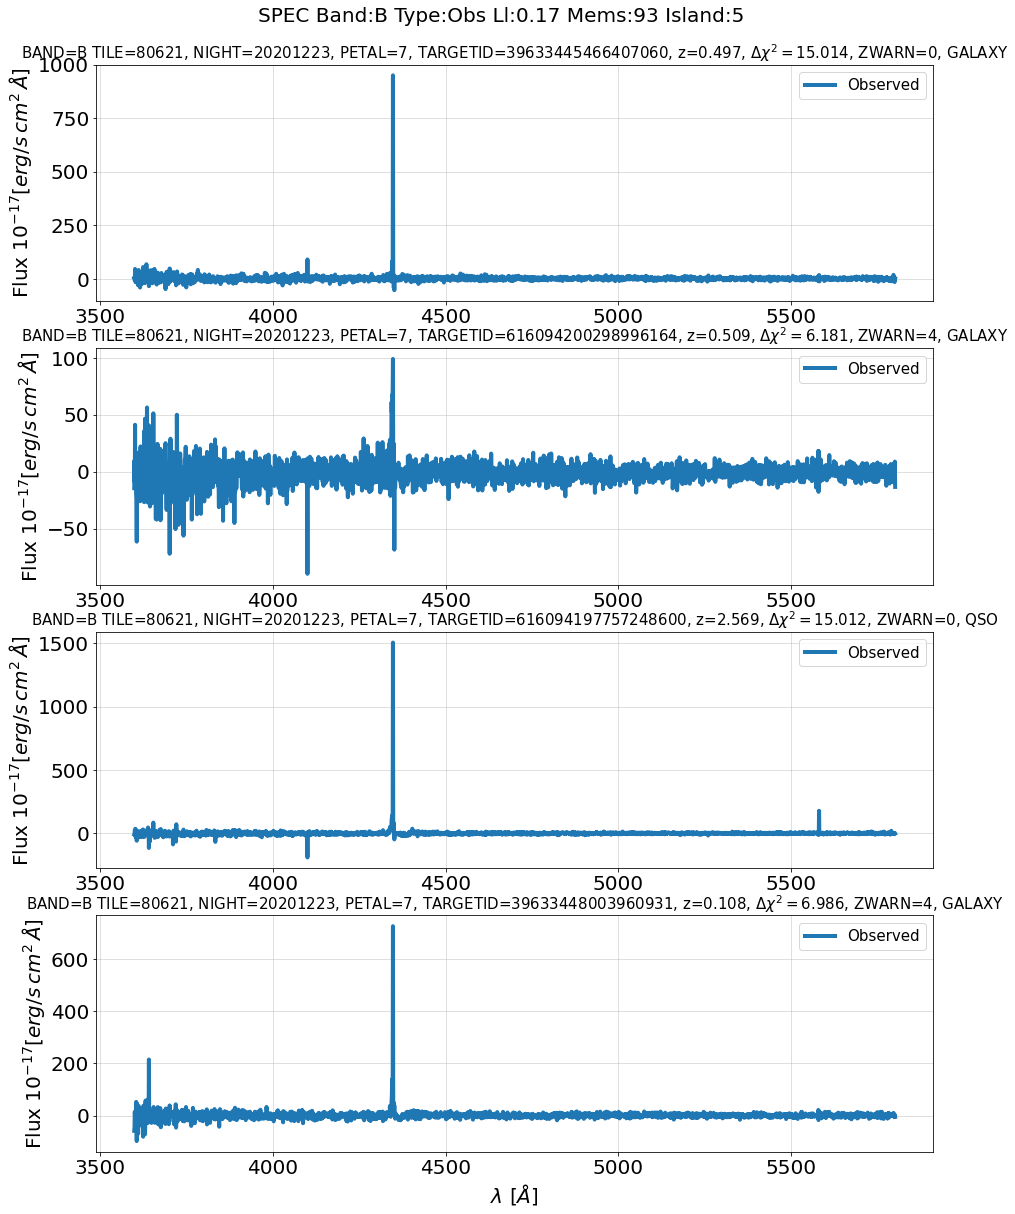 SPEC Band:B Type:Obs Ll:0.17 Mems:93 Island:5
BAND=B TILE=80621, NIGHT=20201223, PETAL=7, TARGETID=39633445466407060, z=0.497, Δχ² = 15.014, ZWARN=0, GALAXY
Flux 10⁻¹⁷[erg/s cm² Å]
1000
750
500
250
0
Observed
3500 4000 4500 5000 5500
BAND=B TILE=80621, NIGHT=20201223, PETAL=7, TARGETID=616094200298996164, z=0.509, Δχ² = 6.181, ZWARN=4, GALAXY
Flux 10⁻¹⁷[erg/s cm² Å]
100
50
0
−50
Observed
3500 4000 4500 5000 5500
BAND=B TILE=80621, NIGHT=20201223, PETAL=7, TARGETID=616094197757248600, z=2.569, Δχ² = 15.012, ZWARN=0, QSO
Flux 10⁻¹⁷[erg/s cm² Å]
1500
1000
500
0
Observed
3500 4000 4500 5000 5500
BAND=B TILE=80621, NIGHT=20201223, PETAL=7, TARGETID=39633448003960931, z=0.108, Δχ² = 6.986, ZWARN=4, GALAXY
Flux 10⁻¹⁷[erg/s cm² Å]
600
400
200
0
Observed
3500 4000 4500 5000 5500
λ [Å]